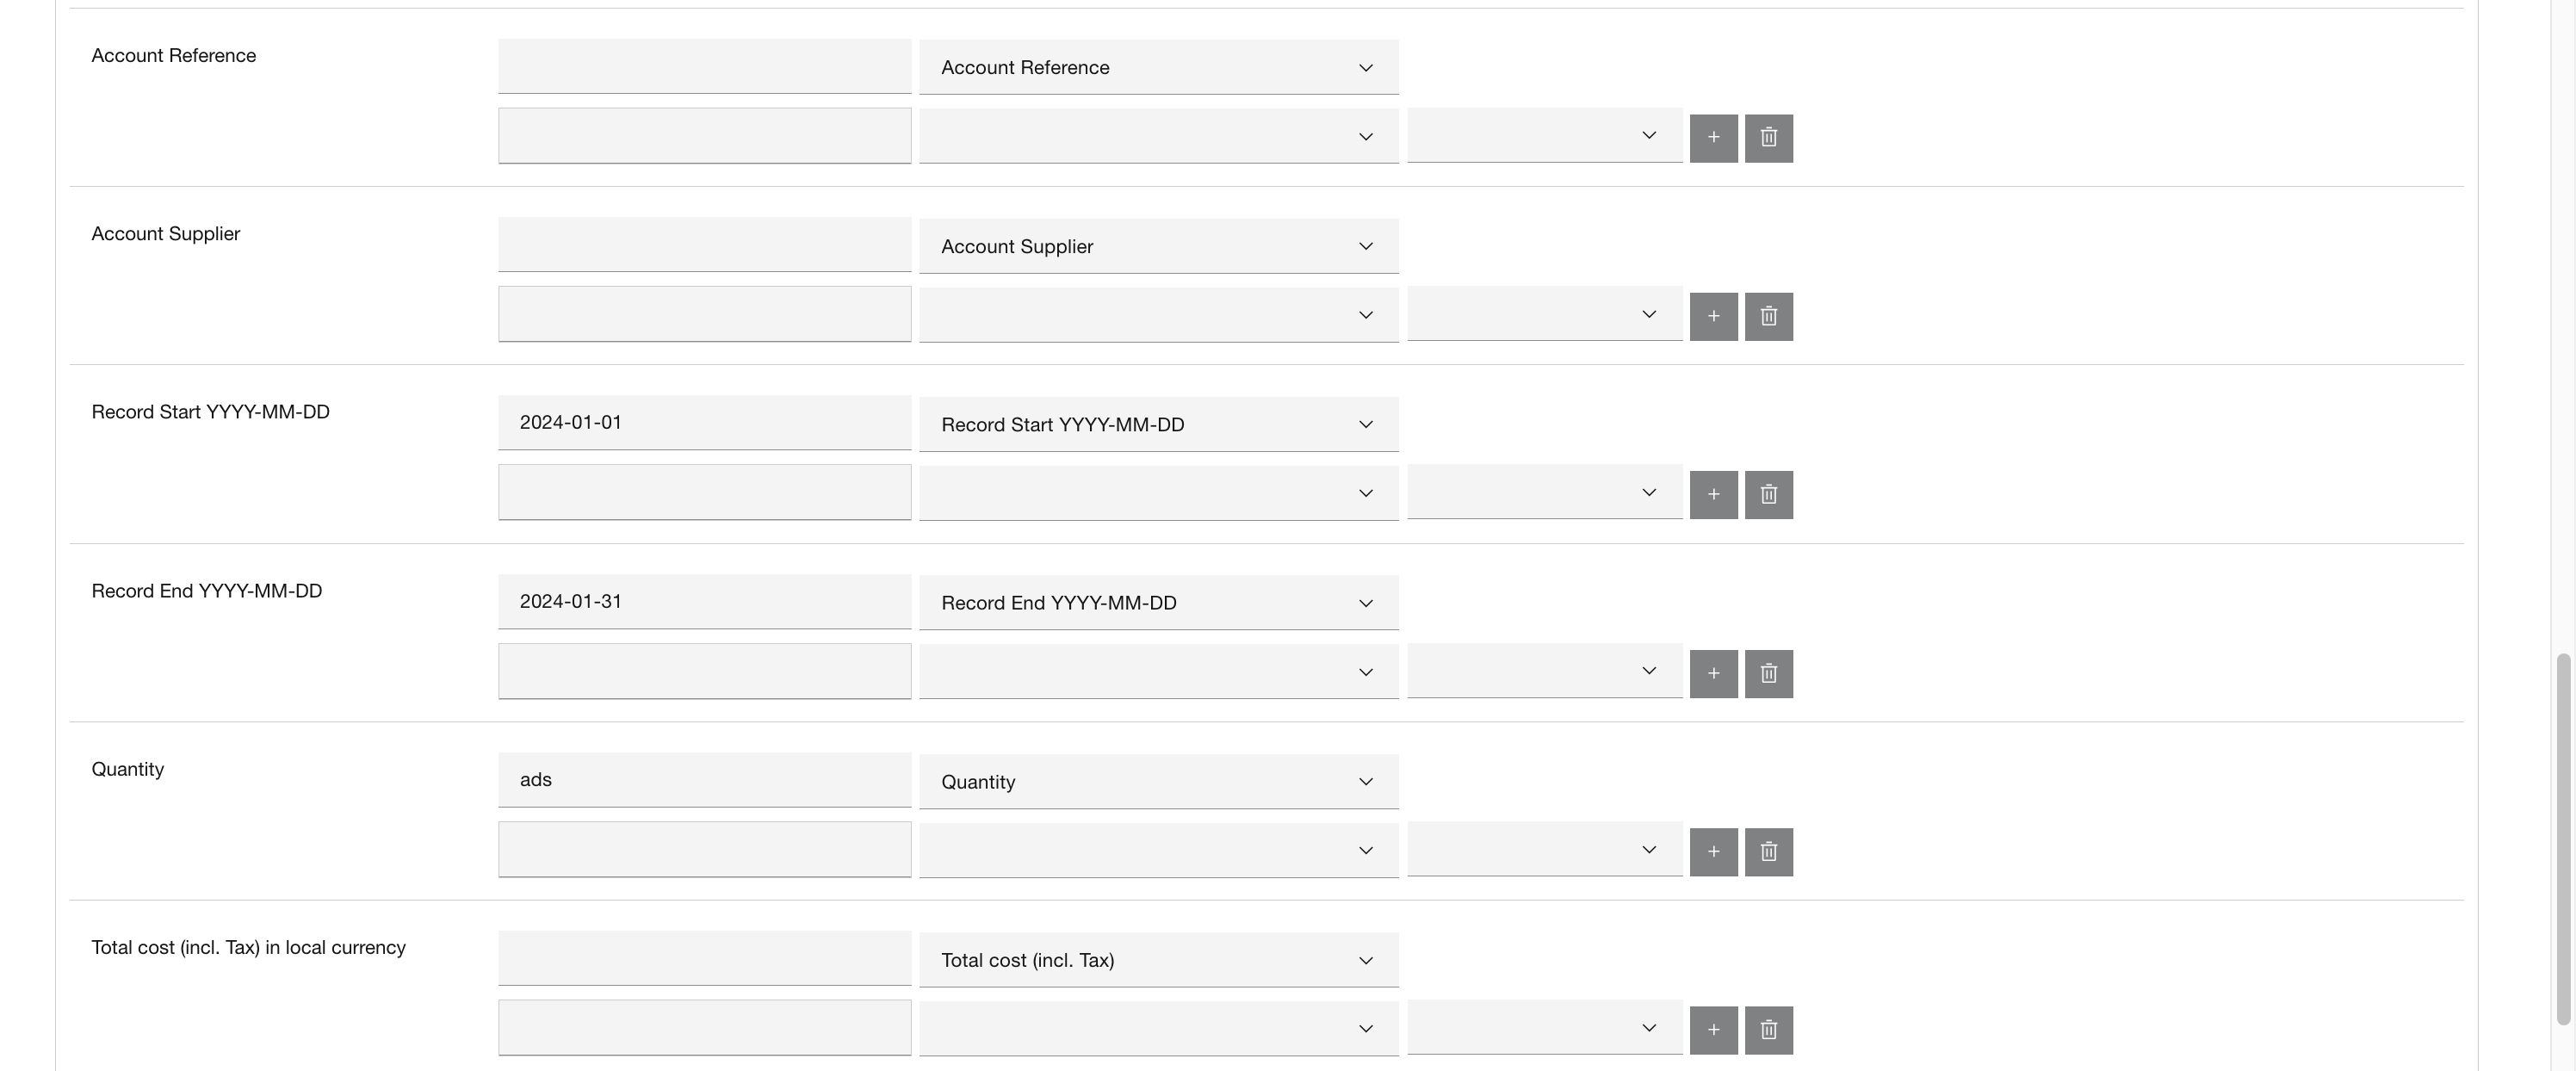 Account Reference
Account Reference
+
Account Supplier
Account Supplier
+
Record Start YYYY-MM-DD
2024-01-01
Record Start YYYY-MM-DD
+
Record End YYYY-MM-DD
2024-01-31
Record End YYYY-MM-DD
+
Quantity
ads
Quantity
+
Total cost (incl. Tax) in local currency
Total cost (incl. Tax)
+